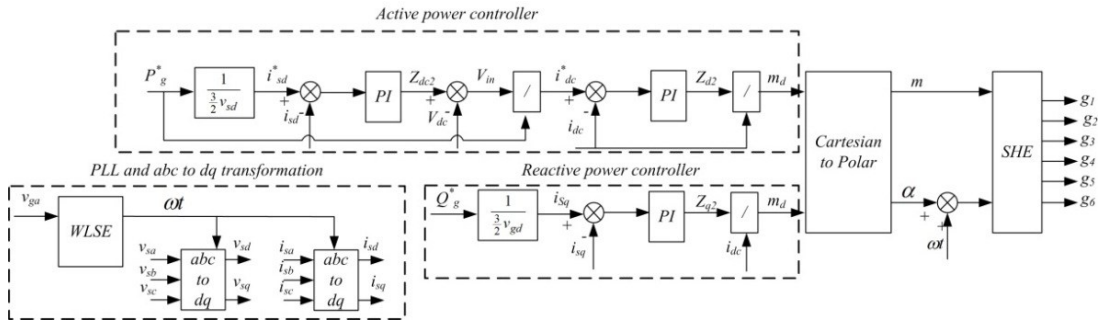 Active power controller
P*g
1
3/2 vsd
i*sd
+
isd
-
PI
Zdc2
+
Vdc
-
Vin
/
i*dc
+
idc
-
PI
Zd2
/
md
Cartesian
to Polar
m
α
+
ωt
+
SHE
g1
g2
g3
g4
g5
g6
PLL and abc to dq transformation
vga
WLSE
ωt
vsa
vsb
vsc
abc
to
dq
vsd
vsq
isa
isb
isc
abc
to
dq
isd
isq
Reactive power controller
Q*g
1
3/2 vgd
iSq
+
isq
-
PI
Zq2
/
idc
md